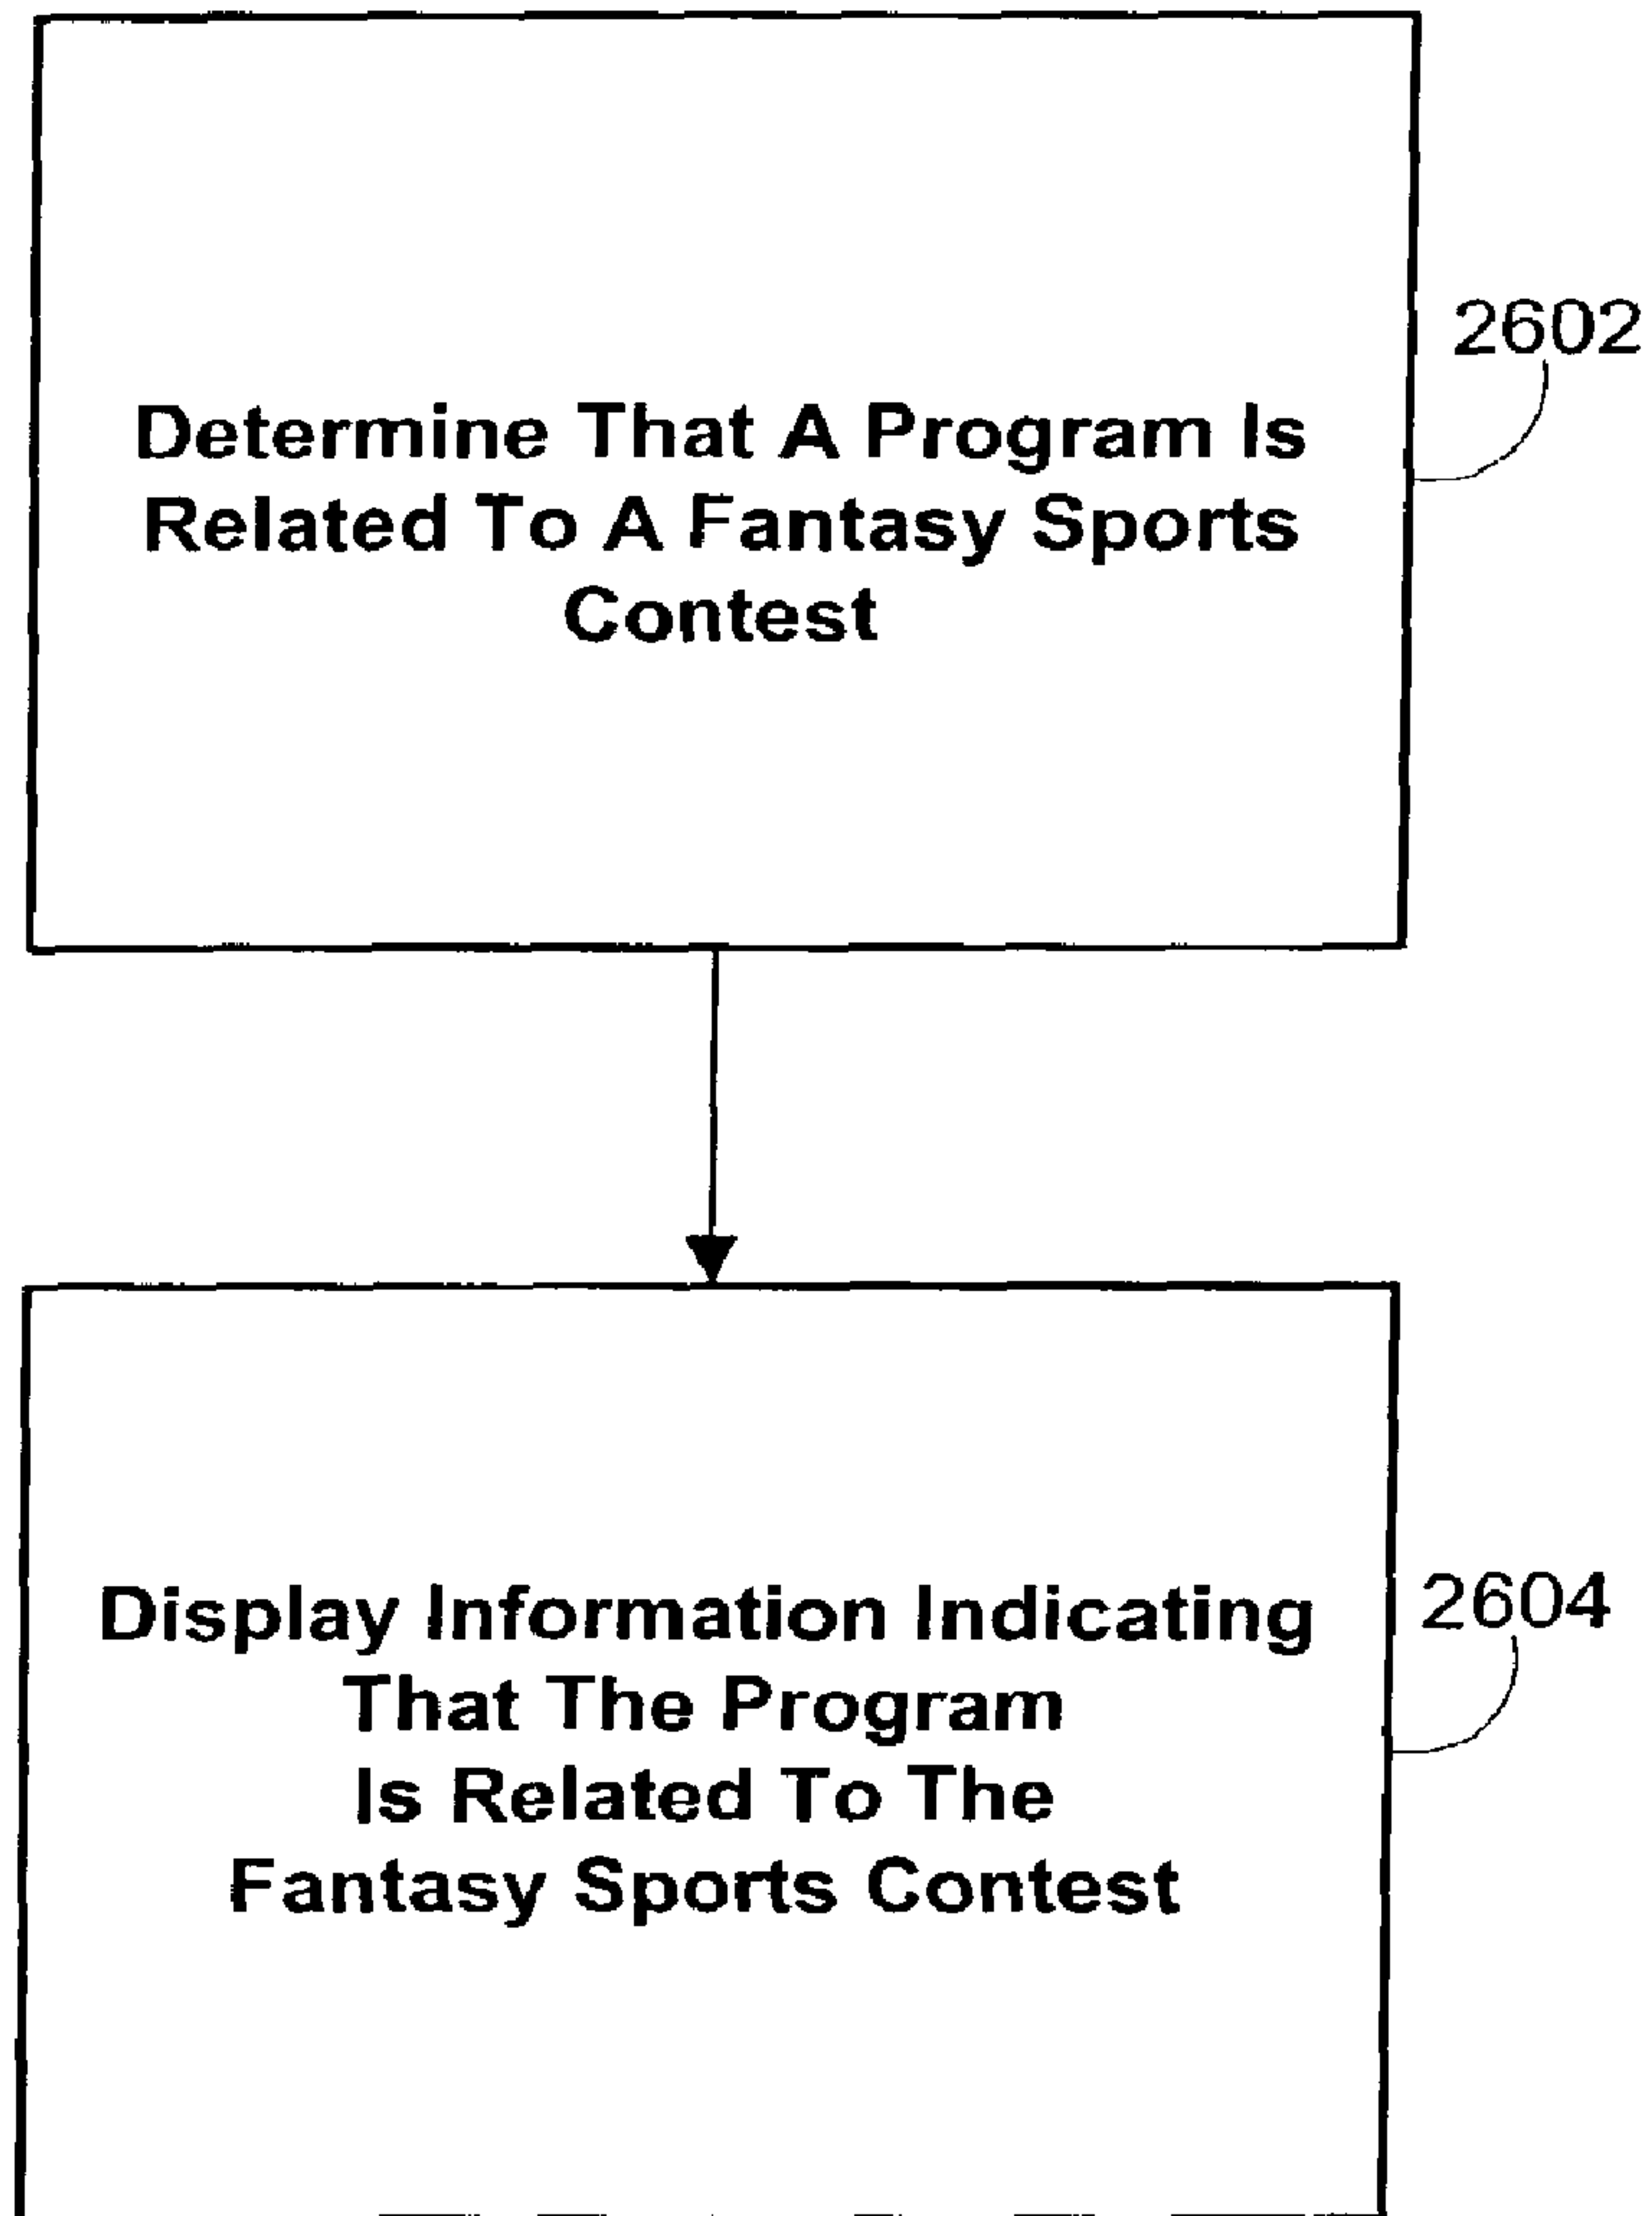 2602
Determine That A Program Is
Related To A Fantasy Sports
Contest
Display Information Indicating
That The Program
Is Related To The
Fantasy Sports Contest
2604